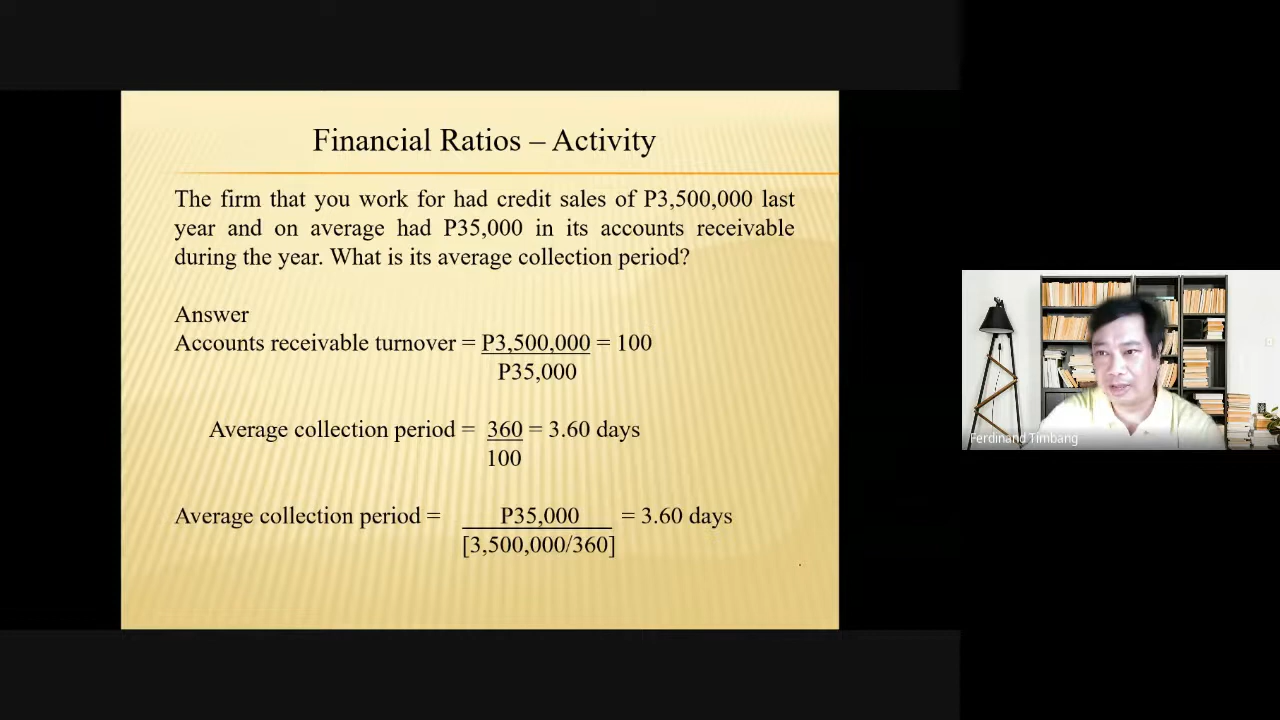 Financial Ratios – Activity
The firm that you work for had credit sales of P3,500,000 last
year and on average had P35,000 in its accounts receivable
during the year. What is its average collection period?
Answer
Accounts receivable turnover = P3,500,000 = 100
P35,000
Average collection period = 360 = 3.60 days
100
Average collection period = P35,000 = 3.60 days
[3,500,000/360]
Ferdinand Timbang